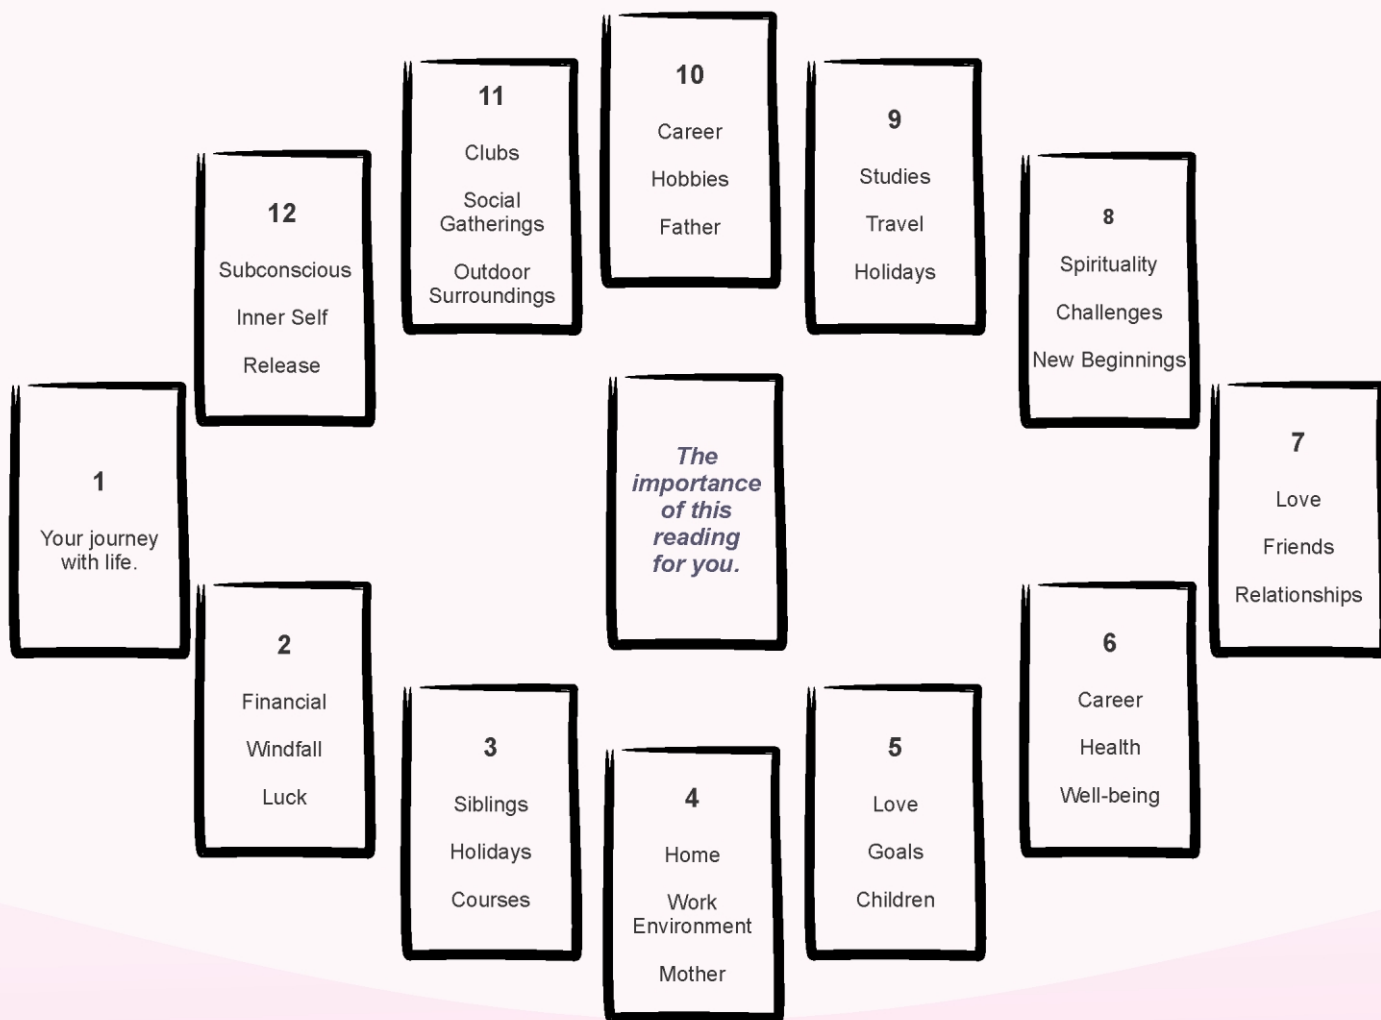 10
Career
Hobbies
Father
11
Clubs
Social
Gatherings
Outdoor
Surroundings
9
Studies
Travel
Holidays
12
Subconscious
Inner Self
Release
8
Spirituality
Challenges
New Beginnings
1
Your journey
with life.
The
importance
of this
reading
for you.
7
Love
Friends
Relationships
2
Financial
Windfall
Luck
6
Career
Health
Well-being
3
Siblings
Holidays
Courses
5
Love
Goals
Children
4
Home
Work
Environment
Mother